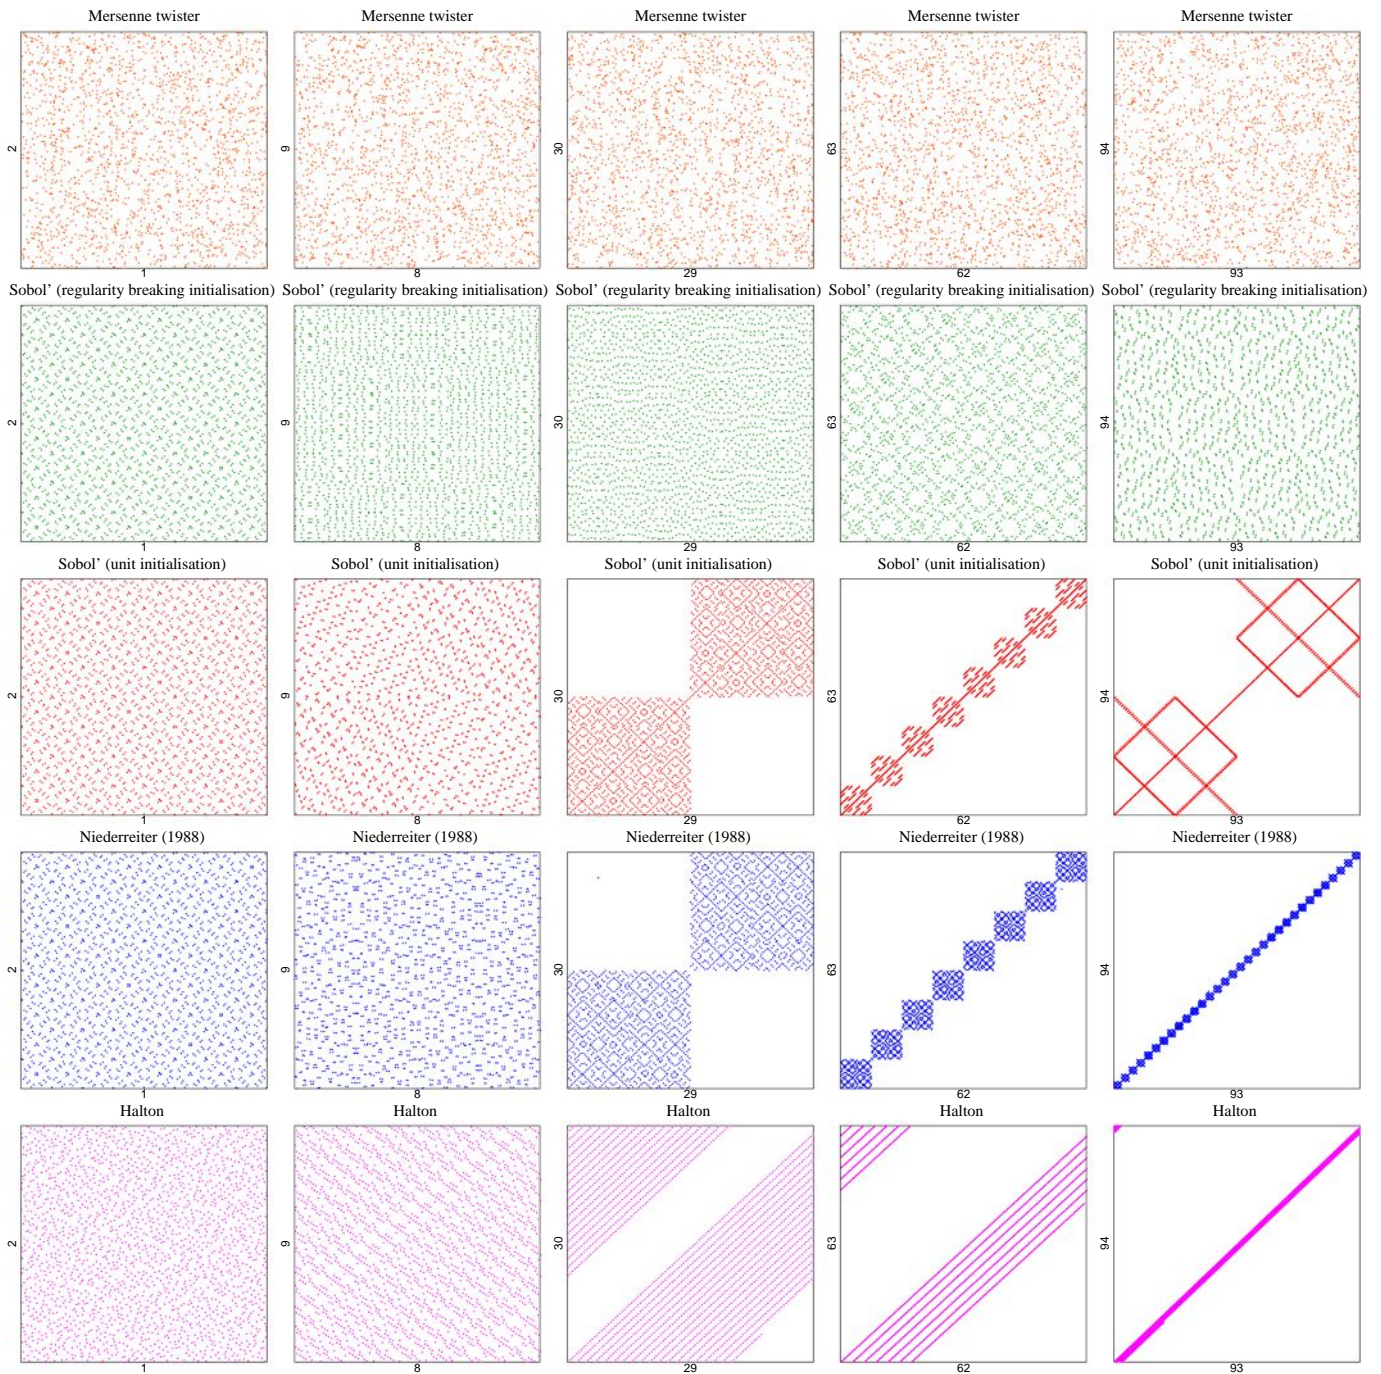 Mersenne twister Mersenne twister Mersenne twister Mersenne twister Mersenne twister
2 9 30 63 94
1 8 29 62 93
Sobol’ (regularity breaking initialisation) Sobol’ (regularity breaking initialisation) Sobol’ (regularity breaking initialisation) Sobol’ (regularity breaking initialisation) Sobol’ (regularity breaking initialisation)
2 9 30 63 94
1 8 29 62 93
Sobol’ (unit initialisation) Sobol’ (unit initialisation) Sobol’ (unit initialisation) Sobol’ (unit initialisation) Sobol’ (unit initialisation)
2 9 30 63 94
1 8 29 62 93
Niederreiter (1988) Niederreiter (1988) Niederreiter (1988) Niederreiter (1988) Niederreiter (1988)
2 9 30 63 94
1 8 29 62 93
Halton Halton Halton Halton Halton
2 9 30 63 94
1 8 29 62 93